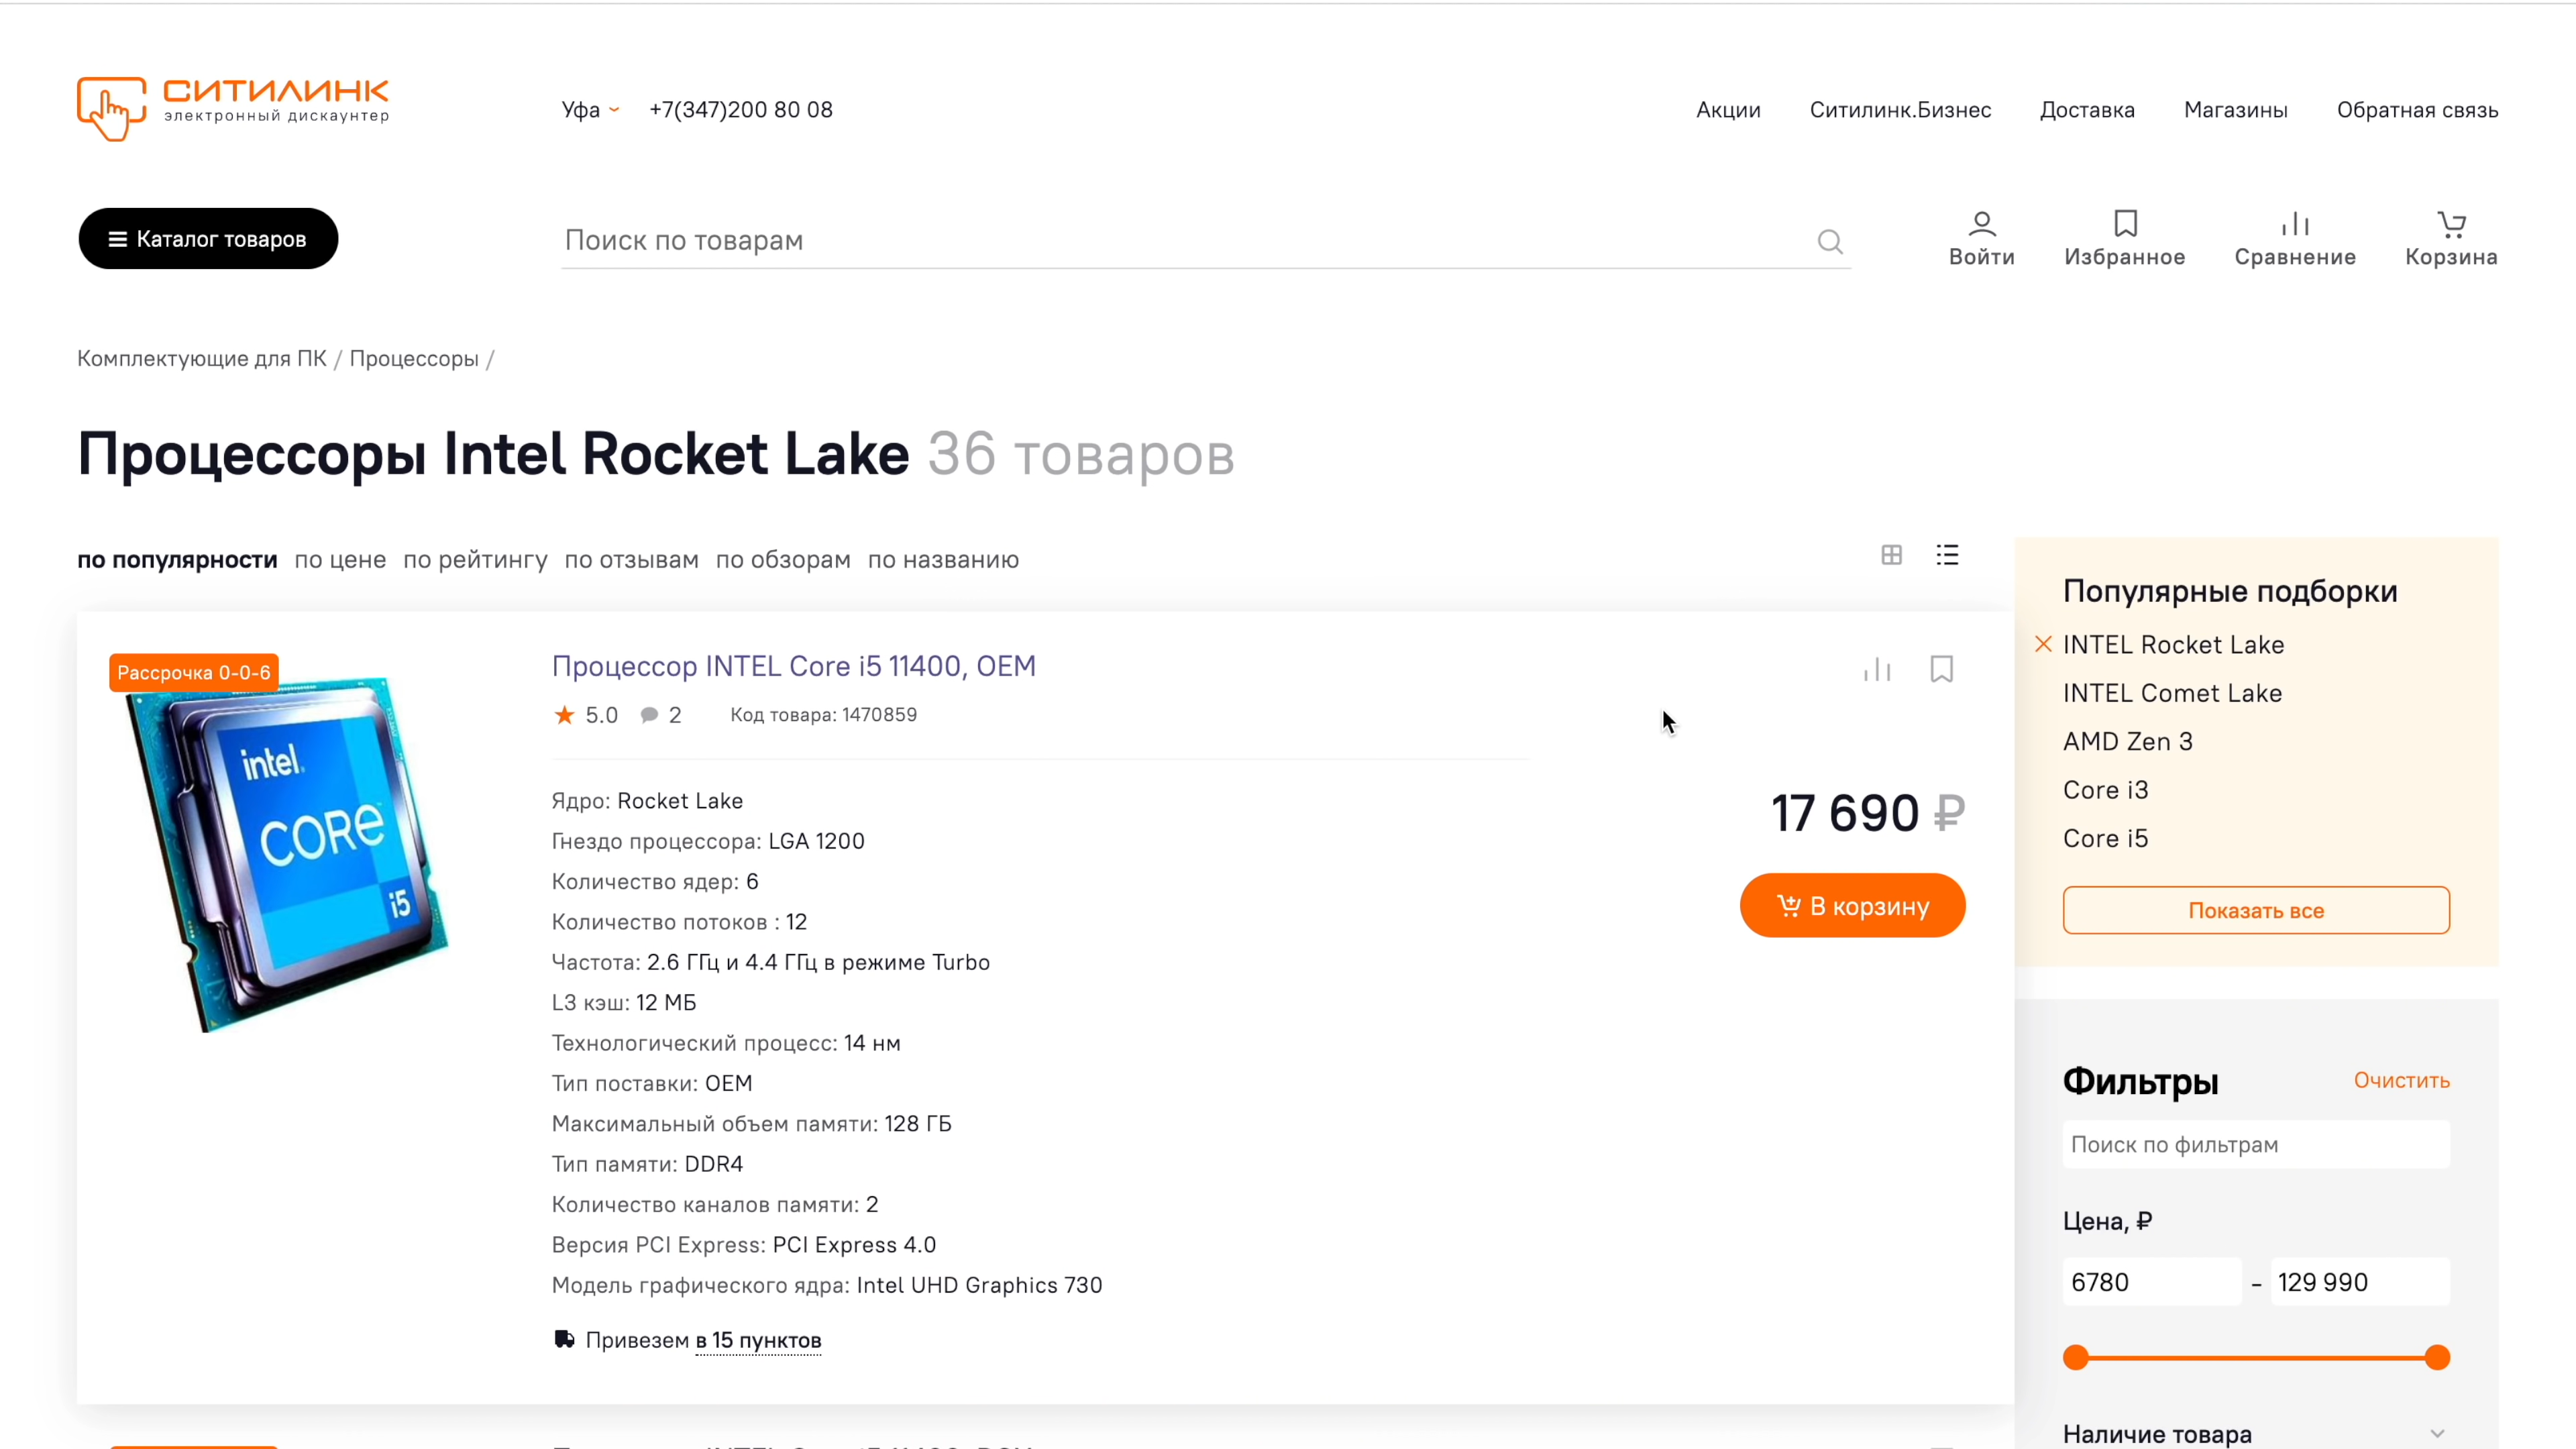 СИТИЛИНК
электронный дискаунтер
Уфа
+7(347)200 80 08
Акции
Ситилинк.Бизнес
Доставка
Магазины
Обратная связь
Каталог товаров
Поиск по товарам
Войти
Избранное
Сравнение
Корзина
Комплектующие для ПК / Процессоры /
Процессоры Intel Rocket Lake 36 товаров
по популярности по цене по рейтингу по отзывам по обзорам по названию
Рассрочка 0-0-6
intel.
CORE
i5
Процессор INTEL Core i5 11400, OEM
5.0 2 Код товара: 1470859
Ядро: Rocket Lake
Гнездо процессора: LGA 1200
Количество ядер: 6
Количество потоков : 12
Частота: 2.6 ГГц и 4.4 ГГц в режиме Turbo
L3 кэш: 12 МБ
Технологический процесс: 14 нм
Тип поставки: OEM
Максимальный объем памяти: 128 ГБ
Тип памяти: DDR4
Количество каналов памяти: 2
Версия PCI Express: PCI Express 4.0
Модель графического ядра: Intel UHD Graphics 730
Привезем в 15 пунктов
17 690 ₽
В корзину
Популярные подборки
INTEL Rocket Lake
INTEL Comet Lake
AMD Zen 3
Core i3
Core i5
Показать все
Фильтры
Очистить
Поиск по фильтрам
Цена, ₽
6780 - 129 990
Наличие товара